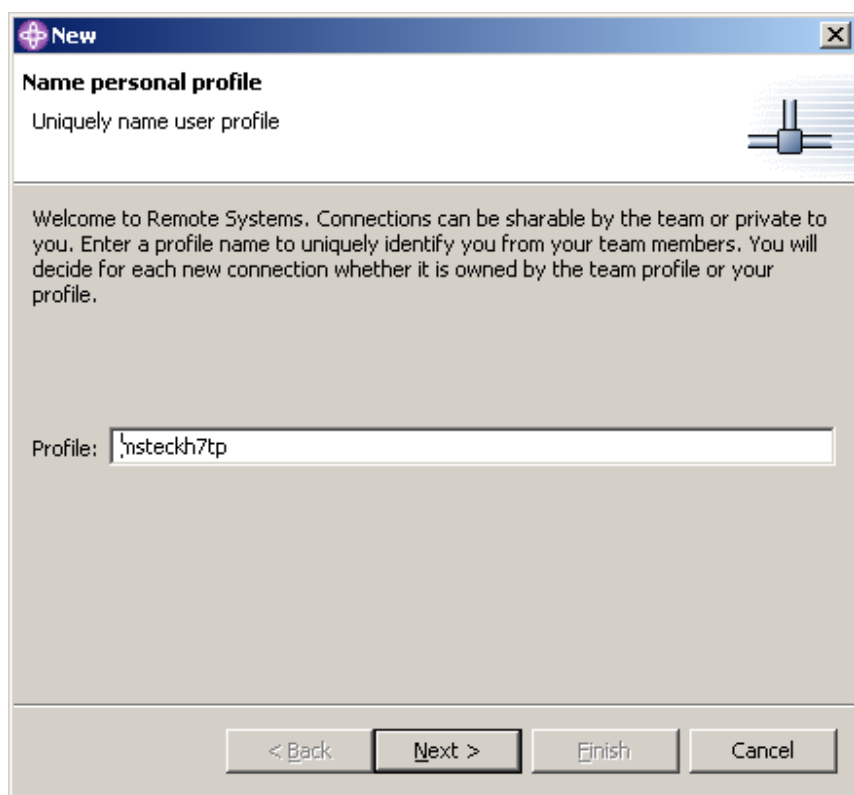 New
Name personal profile
Uniquely name user profile
Welcome to Remote Systems. Connections can be sharable by the team or private to
you. Enter a profile name to uniquely identify you from your team members. You will
decide for each new connection whether it is owned by the team profile or your
profile.
Profile: nsteckh7tp
< Back Next > Finish Cancel